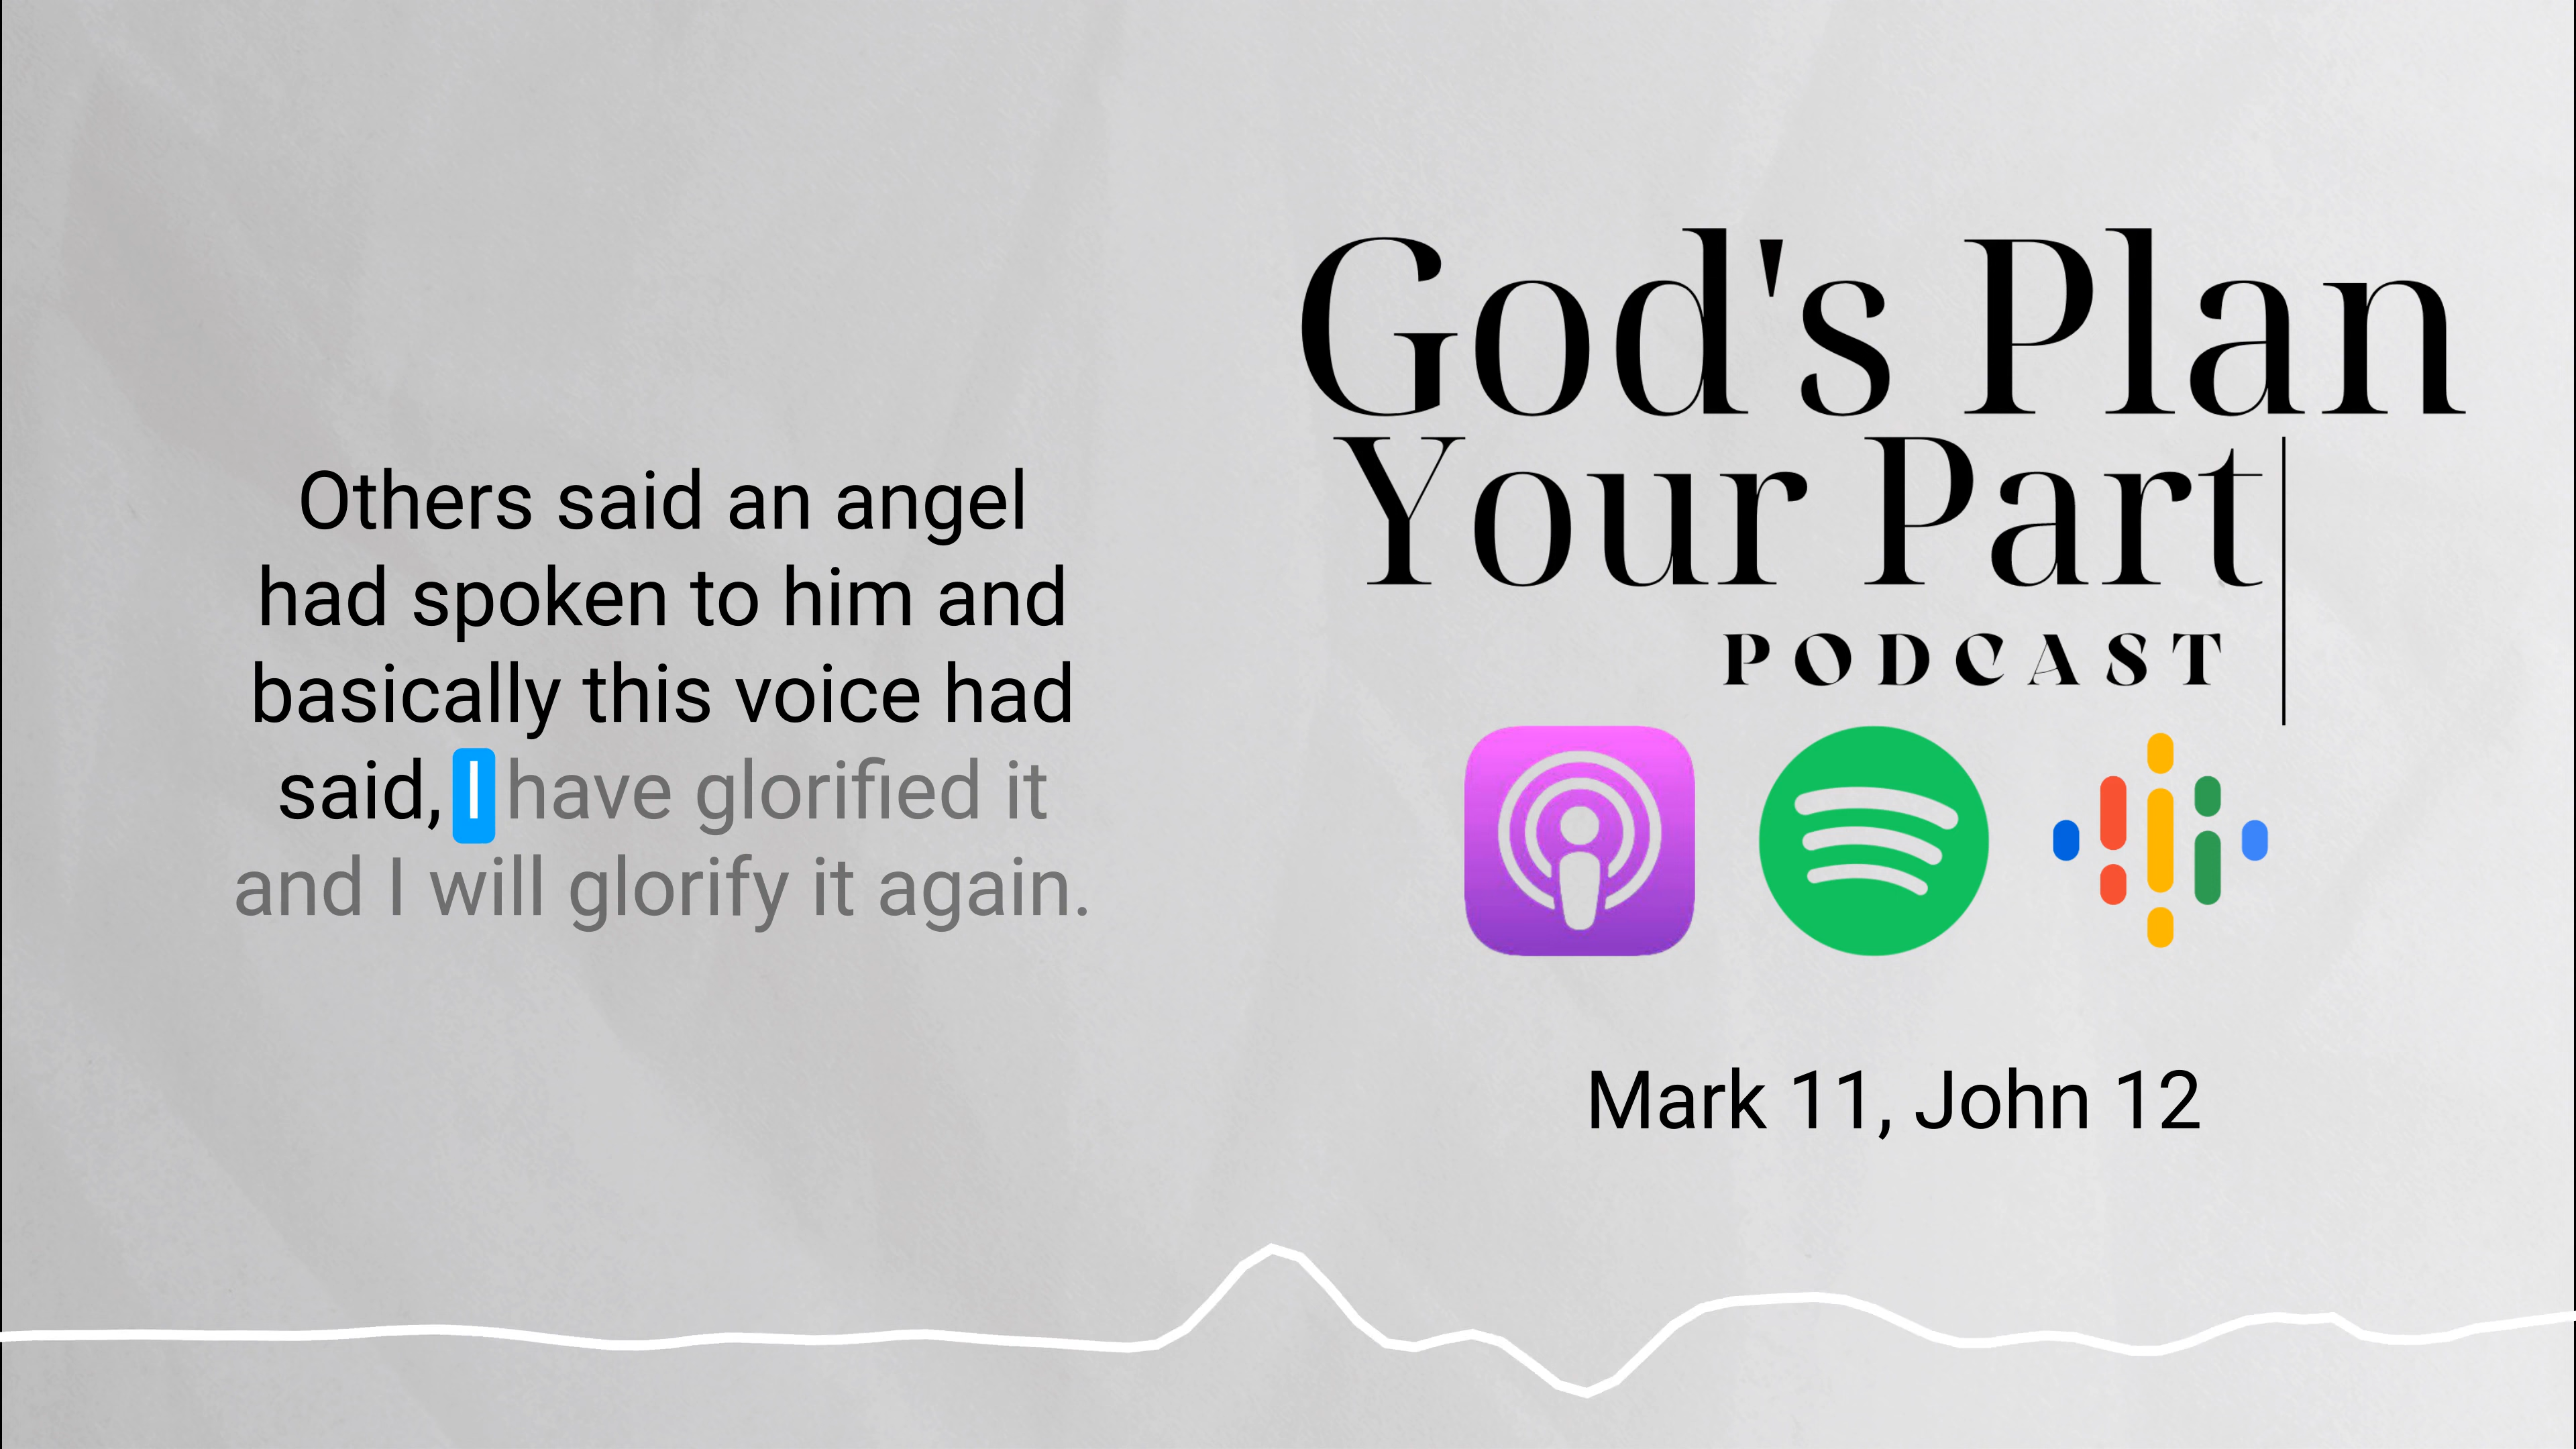 Others said an angel
had spoken to him and
basically this voice had
said, I have glorified it
and I will glorify it again.
God's Plan
Your Part
PODCAST
Mark 11, John 12